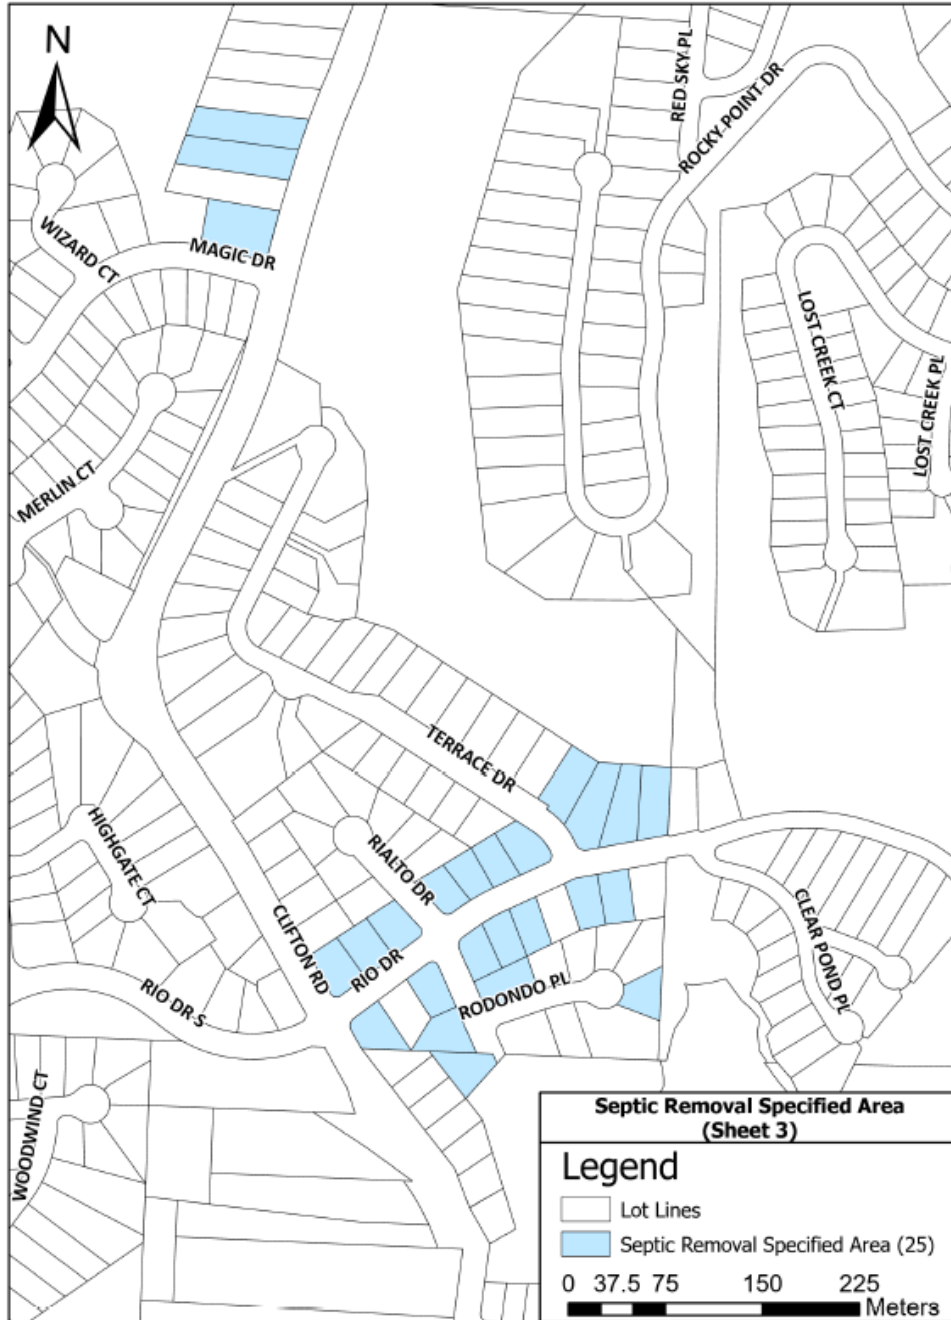 N
RED SKY PL
ROCKY POINT DR
WIZARD CT
MAGIC DR
LOST CREEK CT
LOST CREEK PL
MERLIN CT
TERRACE DR
HIGHGATE CT
RIALTO DR
CLIFTON RD
RIO DR
CLEAR POND PL
RODONDO PL
RIO DR S
WOODWIND CT
Septic Removal Specified Area
(Sheet 3)
Legend
Lot Lines
Septic Removal Specified Area (25)
0 37.5 75 150 225
Meters